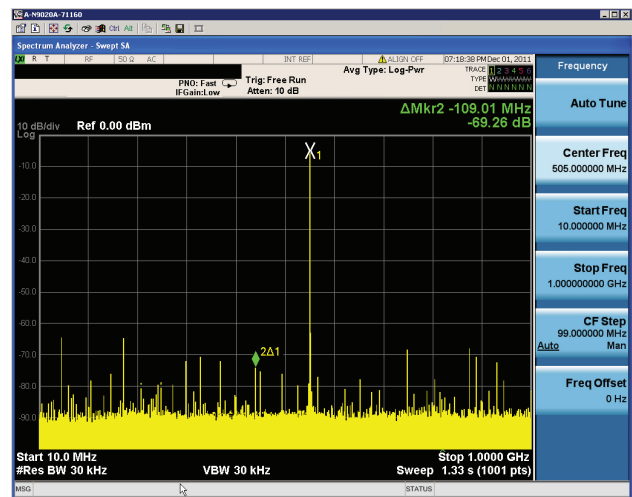 A-N9020A-71160
Ctrl Alt
Spectrum Analyzer - Swept SA
LXI R T RF 50 Ω AC INT REF ALIGN OFF 07:18:38 PM Dec 01, 2011
PNO: Fast
IFGain:Low
Trig: Free Run
Atten: 10 dB
Avg Type: Log-Pwr
TRACE 1 2 3 4 5 6
TYPE
DET N N N N N N
ΔMkr2 -109.01 MHz
-69.26 dB
10 dB/div Ref 0.00 dBm
Log
X1
-10.0
-20.0
-30.0
-40.0
-50.0
-60.0
-70.0
-80.0
-90.0
2Δ1
Start 10.0 MHz
Stop 1.0000 GHz
#Res BW 30 kHz VBW 30 kHz Sweep 1.33 s (1001 pts)
MSG STATUS
Frequency
Auto Tune
Center Freq
505.000000 MHz
Start Freq
10.000000 MHz
Stop Freq
1.000000000 GHz
CF Step
99.000000 MHz
Auto Man
Freq Offset
0 Hz